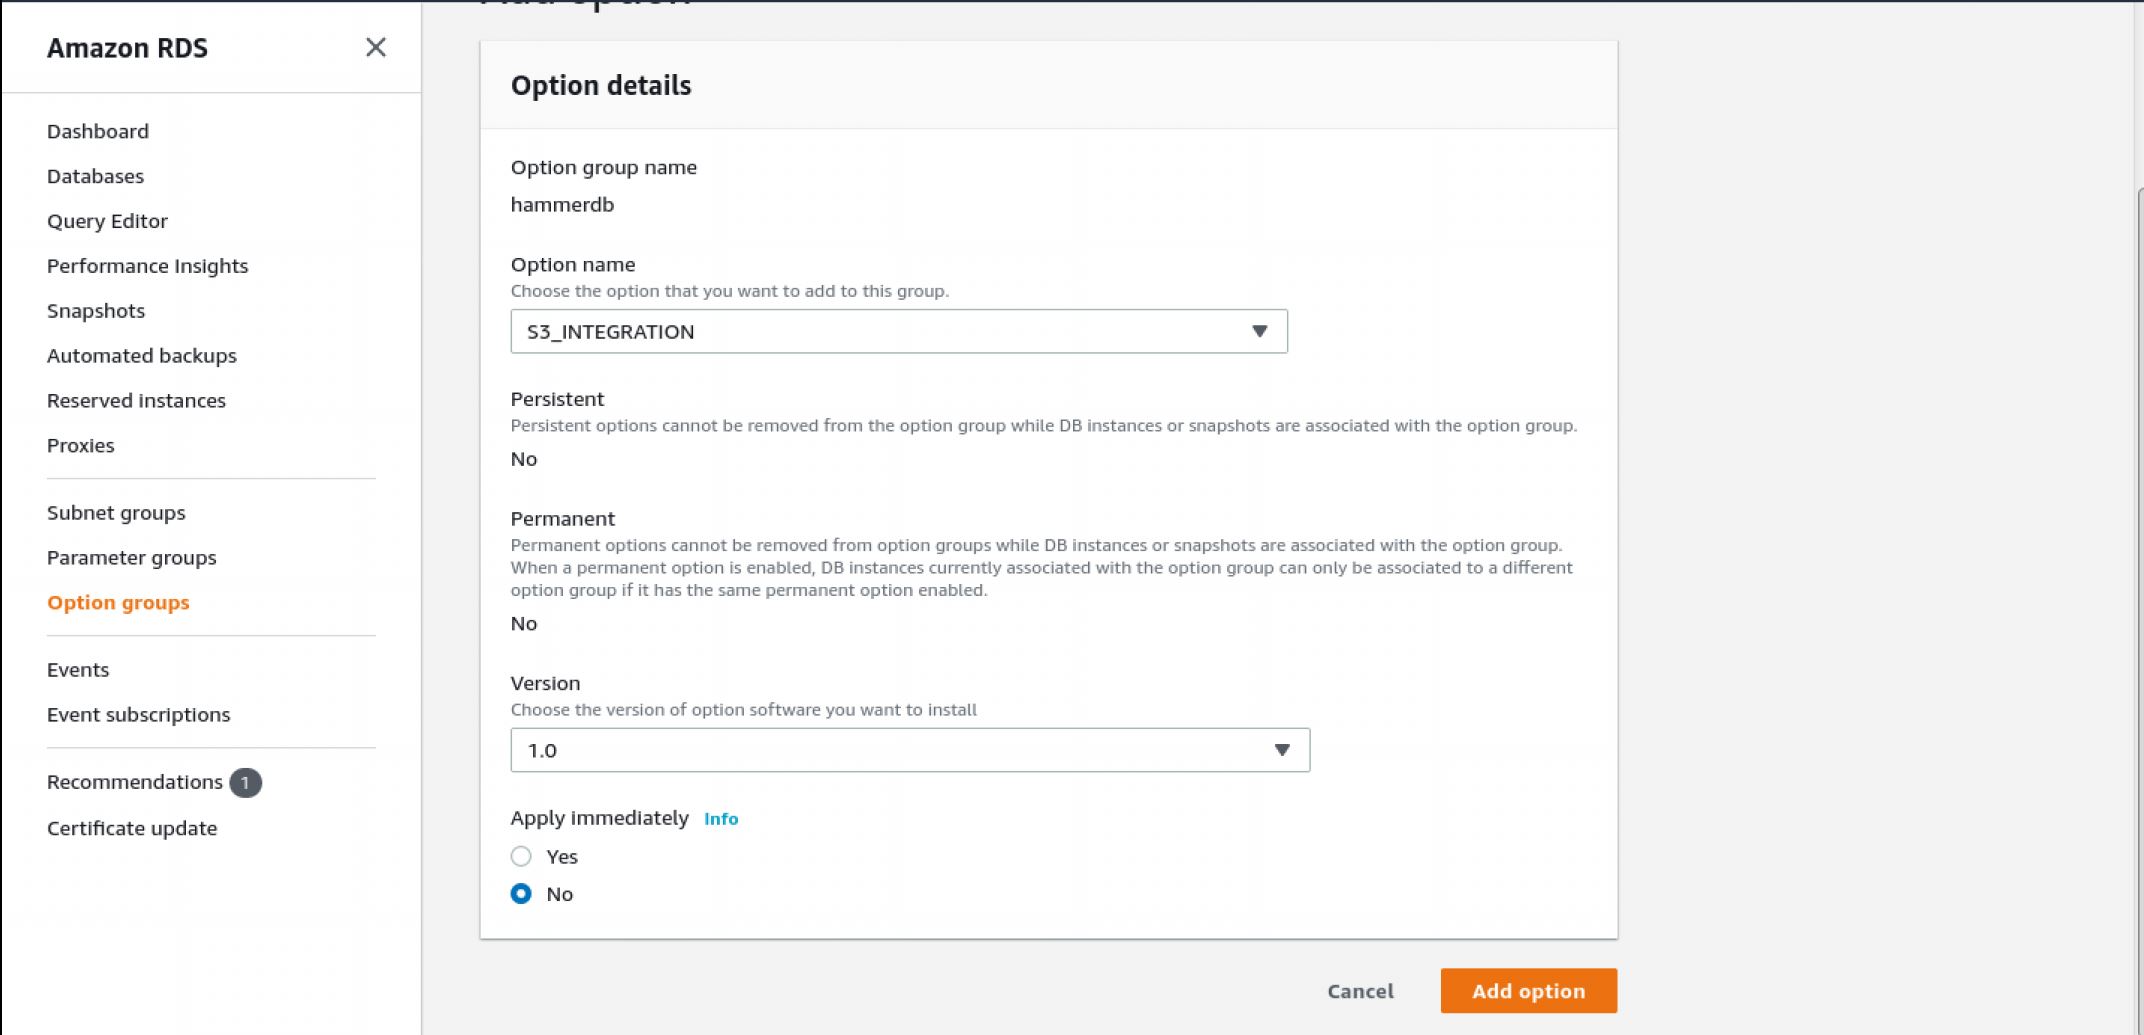 Add option
Amazon RDS
Dashboard
Databases
Query Editor
Performance Insights
Snapshots
Automated backups
Reserved instances
Proxies
Subnet groups
Parameter groups
Option groups
Events
Event subscriptions
Recommendations 1
Certificate update
Option details
Option group name
hammerdb
Option name
Choose the option that you want to add to this group.
S3_INTEGRATION
Persistent
Persistent options cannot be removed from the option group while DB instances or snapshots are associated with the option group.
No
Permanent
Permanent options cannot be removed from option groups while DB instances or snapshots are associated with the option group.
When a permanent option is enabled, DB instances currently associated with the option group can only be associated to a different
option group if it has the same permanent option enabled.
No
Version
Choose the version of option software you want to install
1.0
Apply immediately Info
Yes
No
Cancel
Add option